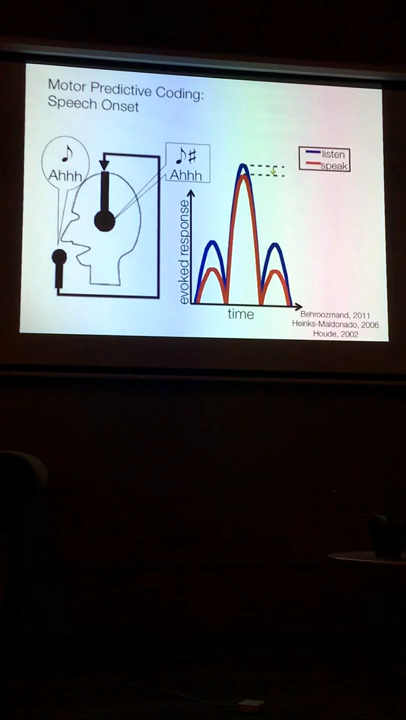 Motor Predictive Coding:
Speech Onset
Ahhh
Ahhh
listen
speak
evoked response
time
Behroozmand, 2011
Heinks-Maldonado, 2006
Houde, 2002